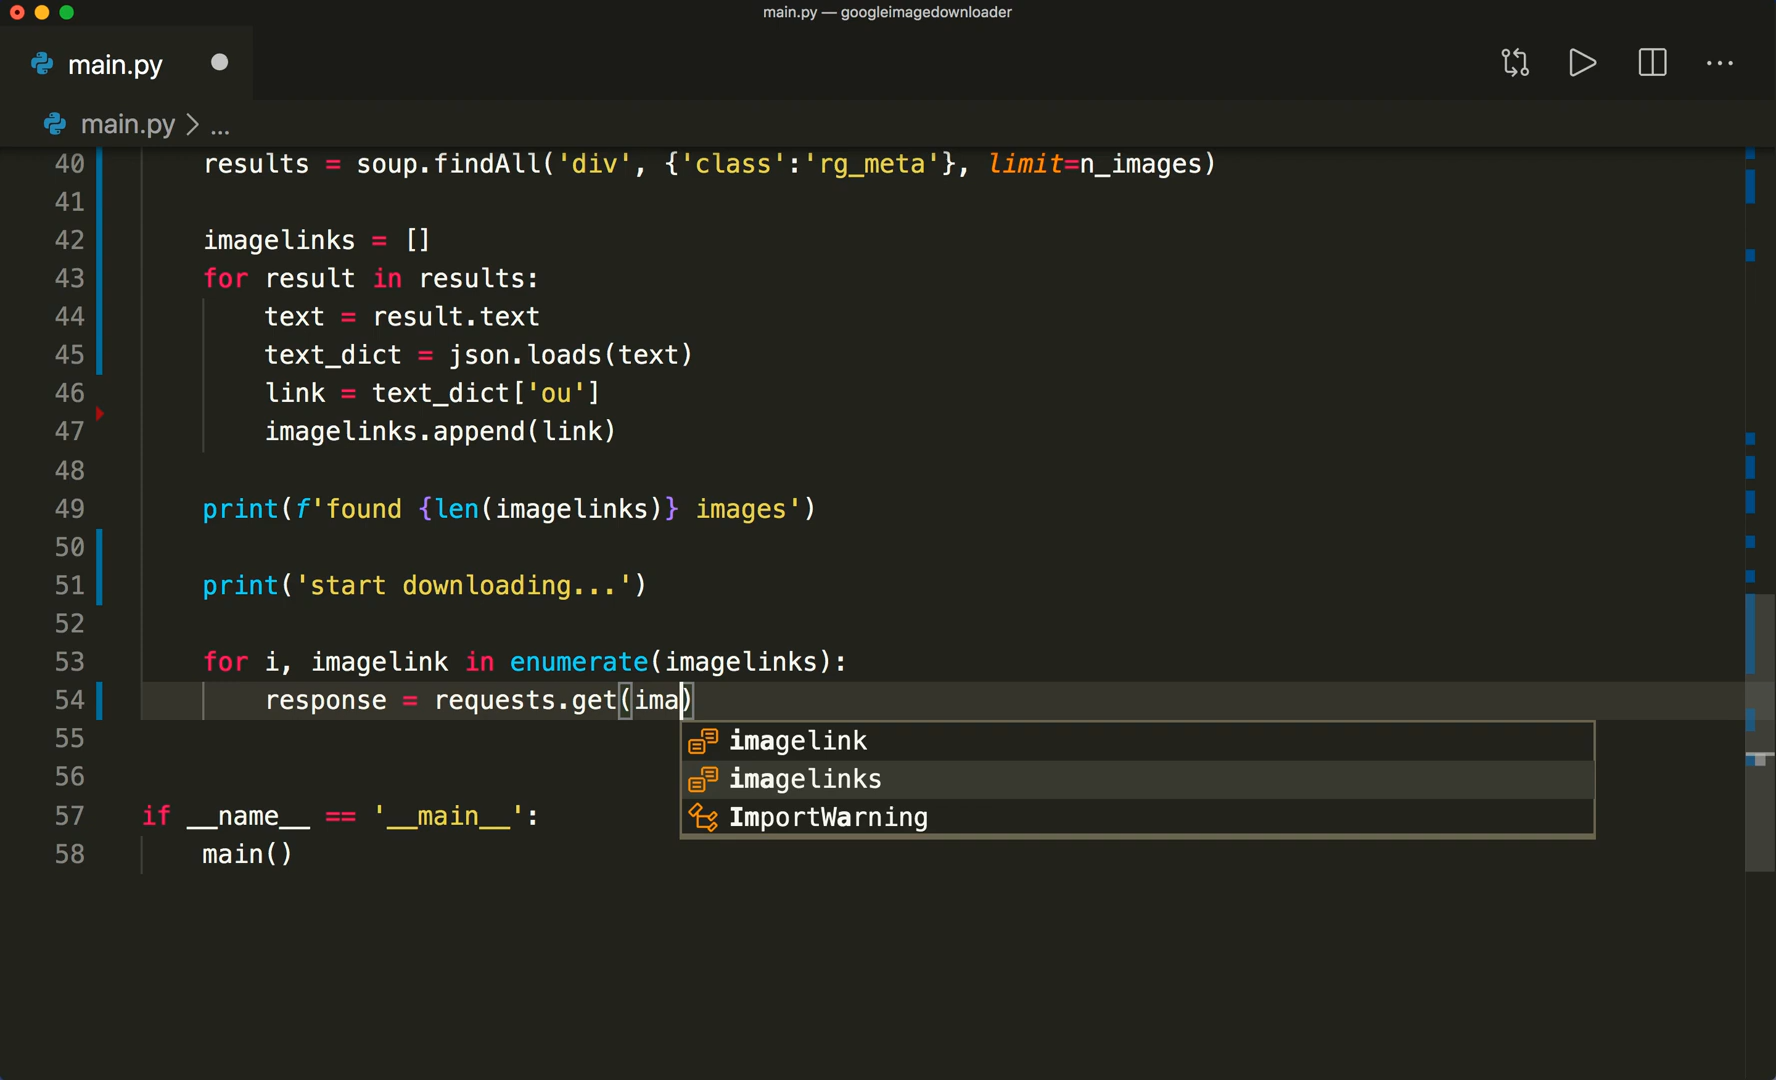 main.py — googleimagedownloader
main.py
main.py > ...
40 results = soup.findAll('div', {'class':'rg_meta'}, limit=n_images)
41
42 imagelinks = []
43 for result in results:
44 text = result.text
45 text_dict = json.loads(text)
46 link = text_dict['ou']
47 imagelinks.append(link)
48
49 print(f'found {len(imagelinks)} images')
50
51 print('start downloading...')
52
53 for i, imagelink in enumerate(imagelinks):
54 response = requests.get(ima)
55 imagelink
56 imagelinks
57 if __name__ == '__main__': ImportWarning
58 main()